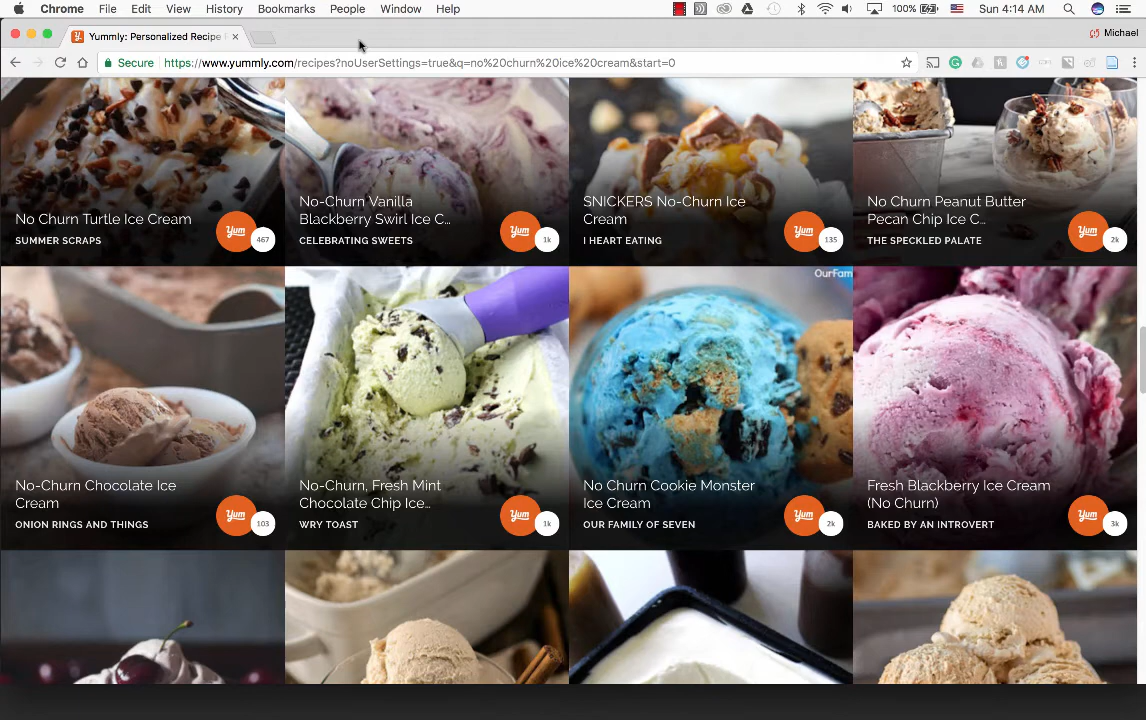 Chrome File Edit View History Bookmarks People Window Help 100% Sun 4:14 AM
Yummly: Personalized Recipe Michael
Secure https://www.yummly.com/recipes?noUserSettings=true&q=no%20churn%20ice%20cream&start=0
No Churn Turtle Ice Cream
SUMMER SCRAPS
Yum 467
No-Churn Vanilla
Blackberry Swirl Ice C...
CELEBRATING SWEETS
Yum 1k
SNICKERS No-Churn Ice
Cream
I HEART EATING
Yum 135
No Churn Peanut Butter
Pecan Chip Ice C...
THE SPECKLED PALATE
Yum 2k
No-Churn Chocolate Ice
Cream
ONION RINGS AND THINGS
Yum 103
No-Churn, Fresh Mint
Chocolate Chip Ice...
WRY TOAST
Yum 1k
OurFam
No Churn Cookie Monster
Ice Cream
OUR FAMILY OF SEVEN
Yum 2k
Fresh Blackberry Ice Cream
(No Churn)
BAKED BY AN INTROVERT
Yum 3k